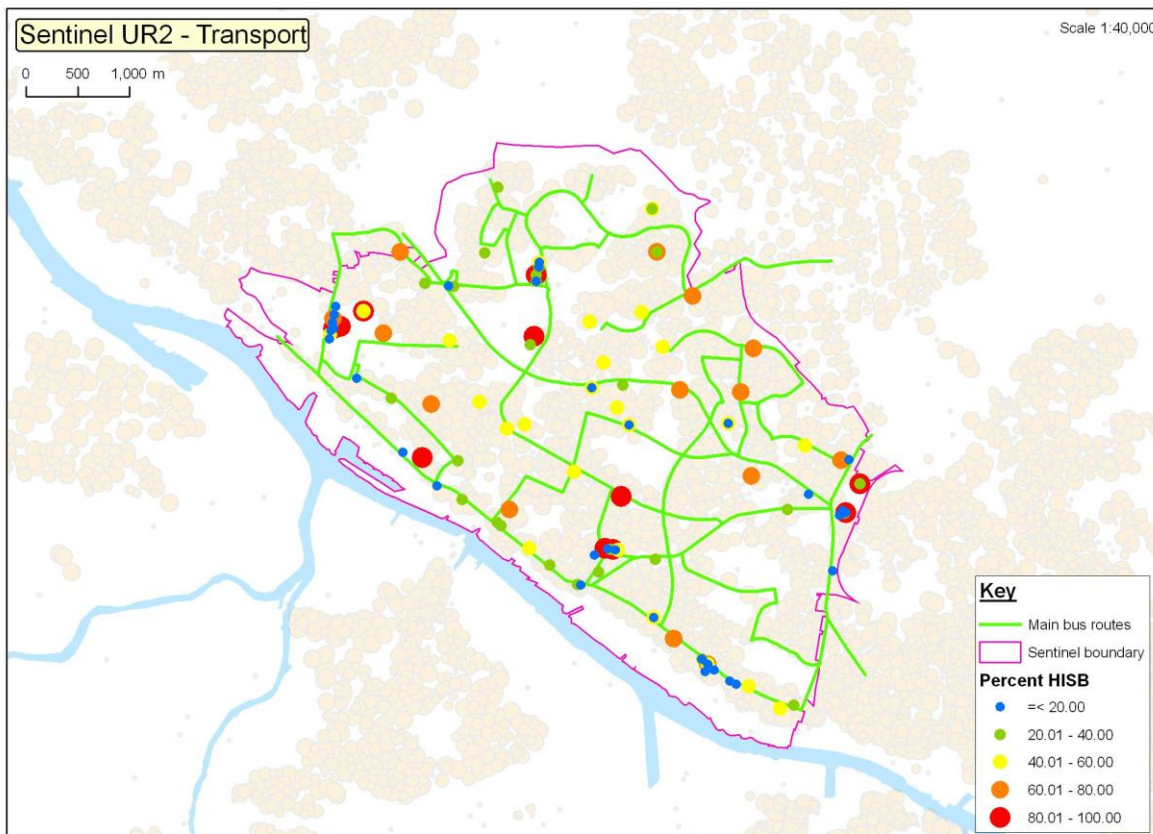 Sentinel UR2 - Transport
Scale 1:40,000
0 500 1,000 m
Key
Main bus routes
Sentinel boundary
Percent HISB
=< 20.00
20.01 - 40.00
40.01 - 60.00
60.01 - 80.00
80.01 - 100.00